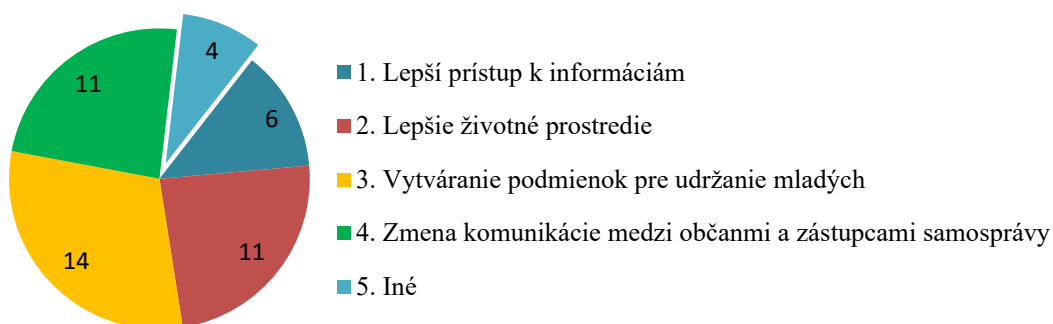 4
11
6
14
11
1. Lepší prístup k informáciám
2. Lepšie životné prostredie
3. Vytváranie podmienok pre udržanie mladých
4. Zmena komunikácie medzi občanmi a zástupcami samosprávy
5. Iné